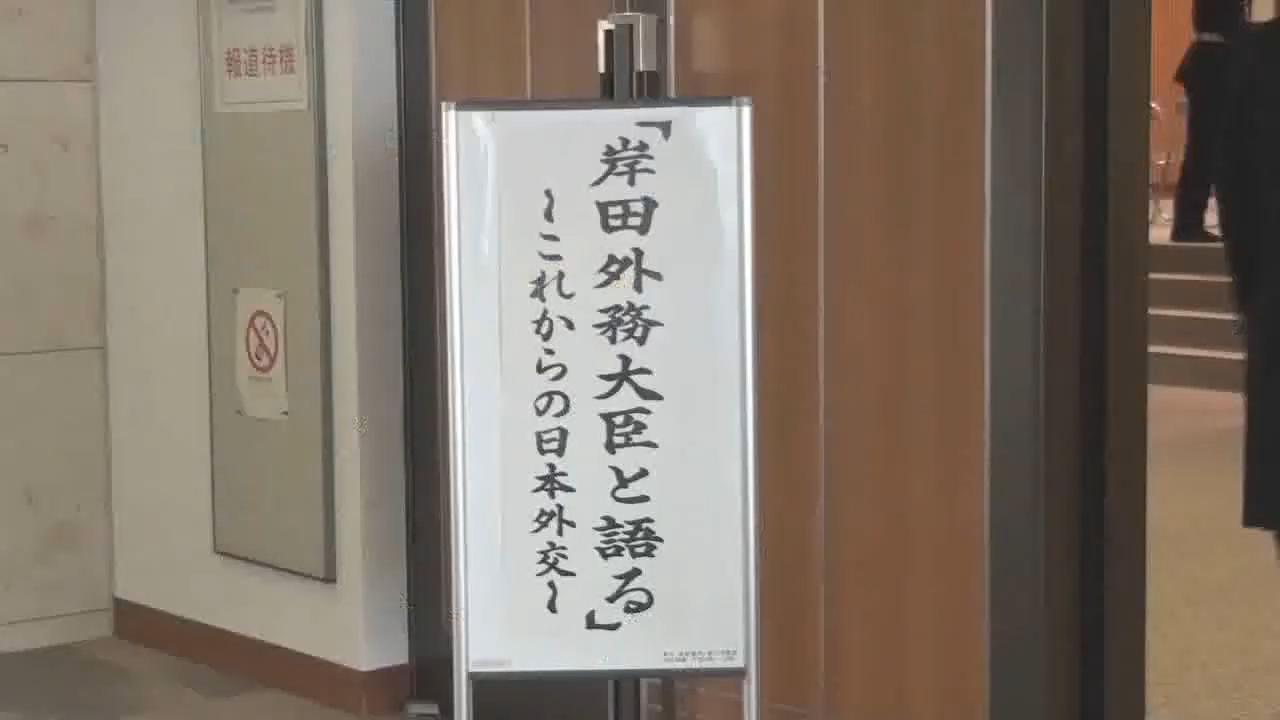 「岸田外務大臣と語る」
~これからの日本外交~
報道待機